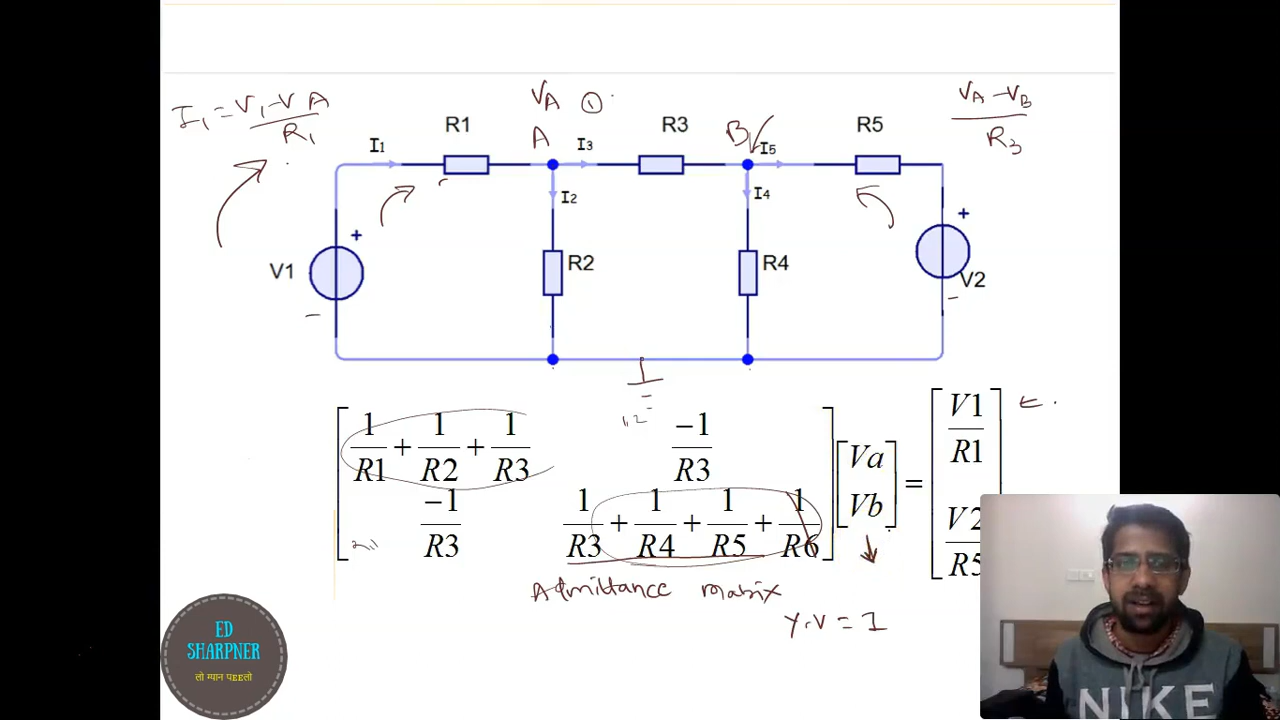 I₁ = V₁-VA / R₁
VA ①
VA-VB / R3
R1
R3
R5
A
B
I₁
I₃
I₅
I₂
I₄
V1
+
-
R2
R4
+
V2
-
[ 1/R1 + 1/R2 + 1/R3   -1/R3 ] [ Va ] = [ V1/R1 ]
[ -1/R3   1/R3 + 1/R4 + 1/R5 + 1/R6 ] [ Vb ]   [ V2/R5 ]
Admittance matrix
Y.V = I
ED
SHARPNER
लो ग्यान पEEलो
NIKE